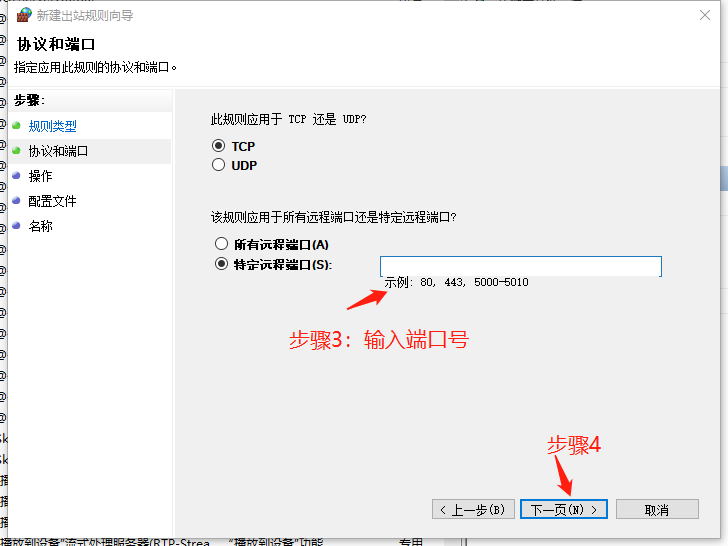 新建出站规则向导
协议和端口
指定应用此规则的协议和端口。
步骤:
规则类型
协议和端口
操作
配置文件
名称
此规则应用于 TCP 还是 UDP?
TCP
UDP
该规则应用于所有远程端口还是特定远程端口?
所有远程端口(A)
特定远程端口(S):
示例: 80, 443, 5000-5010
步骤3：输入端口号
步骤4
< 上一步(B)
下一页(N) >
取消
播放到设备"流式处理服务器(RTP-Strea... "播放到设备"功能 专用